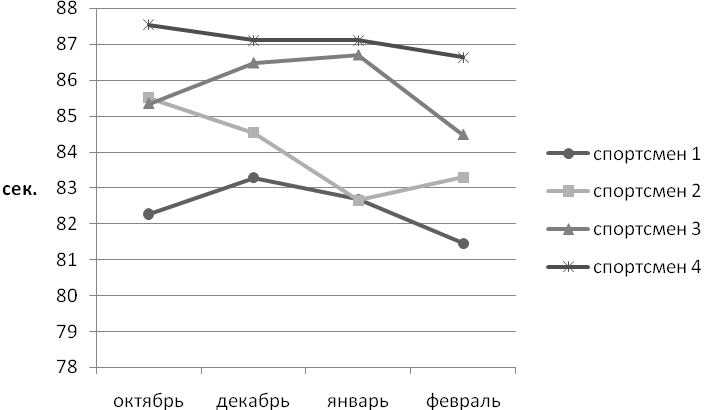 88
87
86
85
84
83
82
81
80
79
78
сек.
октябрь декабрь январь февраль
спортсмен 1
спортсмен 2
спортсмен 3
спортсмен 4